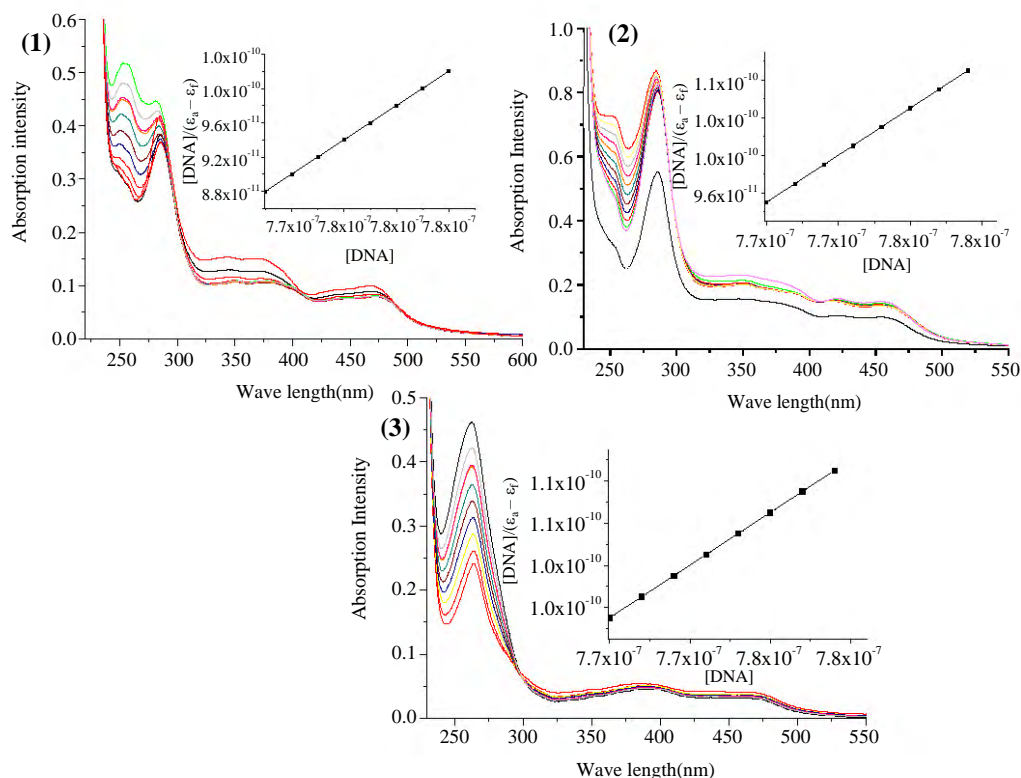 (1)
Absorption intensity
0.6
0.5
0.4
0.3
0.2
0.1
0.0
250 300 350 400 450 500 550 600
Wave length(nm)
[DNA]/(εa − εf)
1.0x10-10
1.0x10-10
9.6x10-11
9.2x10-11
8.8x10-11
7.7x10-7 7.7x10-7 7.8x10-7 7.8x10-7
[DNA]
(2)
Absorption Intensity
1.0
0.8
0.6
0.4
0.2
0.0
250 300 350 400 450 500 550
Wave length(nm)
[DNA]/(εa − εf)
1.1x10-10
1.0x10-10
1.0x10-10
9.6x10-11
7.7x10-7 7.7x10-7 7.8x10-7 7.8x10-7
[DNA]
(3)
Absorption Intensity
0.5
0.4
0.3
0.2
0.1
0.0
250 300 350 400 450 500 550
Wave length(nm)
[DNA]/(εa − εf)
1.1x10-10
1.1x10-10
1.0x10-10
1.0x10-10
7.7x10-7 7.7x10-7 7.8x10-7 7.8x10-7
[DNA]